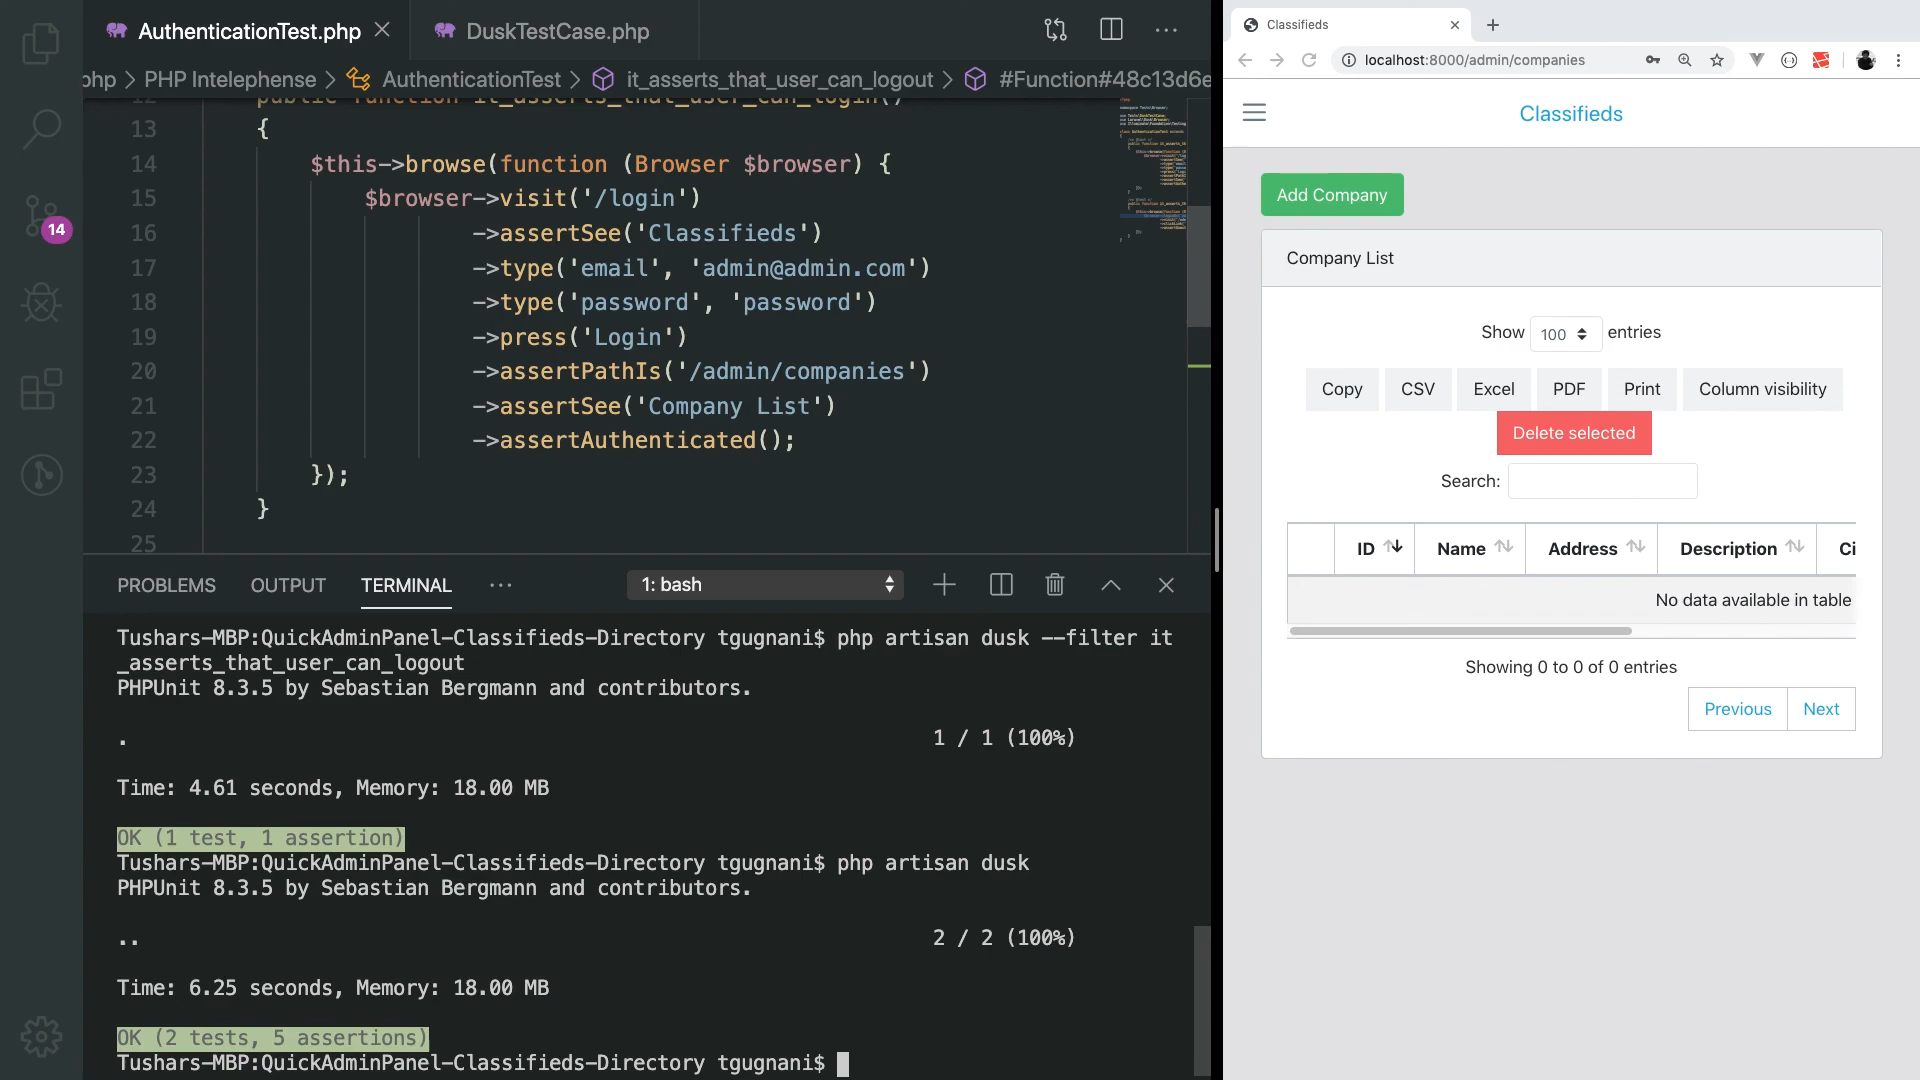 AuthenticationTest.php
DuskTestCase.php
php > PHP Intelephense > AuthenticationTest > it_asserts_that_user_can_logout > #Function#48c13d6e
12 public function it_asserts_that_user_can_login()
13 {
14 $this->browse(function (Browser $browser) {
15 $browser->visit('/login')
16 ->assertSee('Classifieds')
17 ->type('email', 'admin@admin.com')
18 ->type('password', 'password')
19 ->press('Login')
20 ->assertPathIs('/admin/companies')
21 ->assertSee('Company List')
22 ->assertAuthenticated();
23 });
24 }
25
14
PROBLEMS OUTPUT TERMINAL ··· 1: bash
Tushars-MBP:QuickAdminPanel-Classifieds-Directory tgugnani$ php artisan dusk --filter it
_asserts_that_user_can_logout
PHPUnit 8.3.5 by Sebastian Bergmann and contributors.
. 1 / 1 (100%)
Time: 4.61 seconds, Memory: 18.00 MB
OK (1 test, 1 assertion)
Tushars-MBP:QuickAdminPanel-Classifieds-Directory tgugnani$ php artisan dusk
PHPUnit 8.3.5 by Sebastian Bergmann and contributors.
.. 2 / 2 (100%)
Time: 6.25 seconds, Memory: 18.00 MB
OK (2 tests, 5 assertions)
Tushars-MBP:QuickAdminPanel-Classifieds-Directory tgugnani$
Classifieds
localhost:8000/admin/companies
Classifieds
Add Company
Company List
Show 100 entries
Copy CSV Excel PDF Print Column visibility
Delete selected
Search:
ID Name Address Description Ci
No data available in table
Showing 0 to 0 of 0 entries
Previous Next